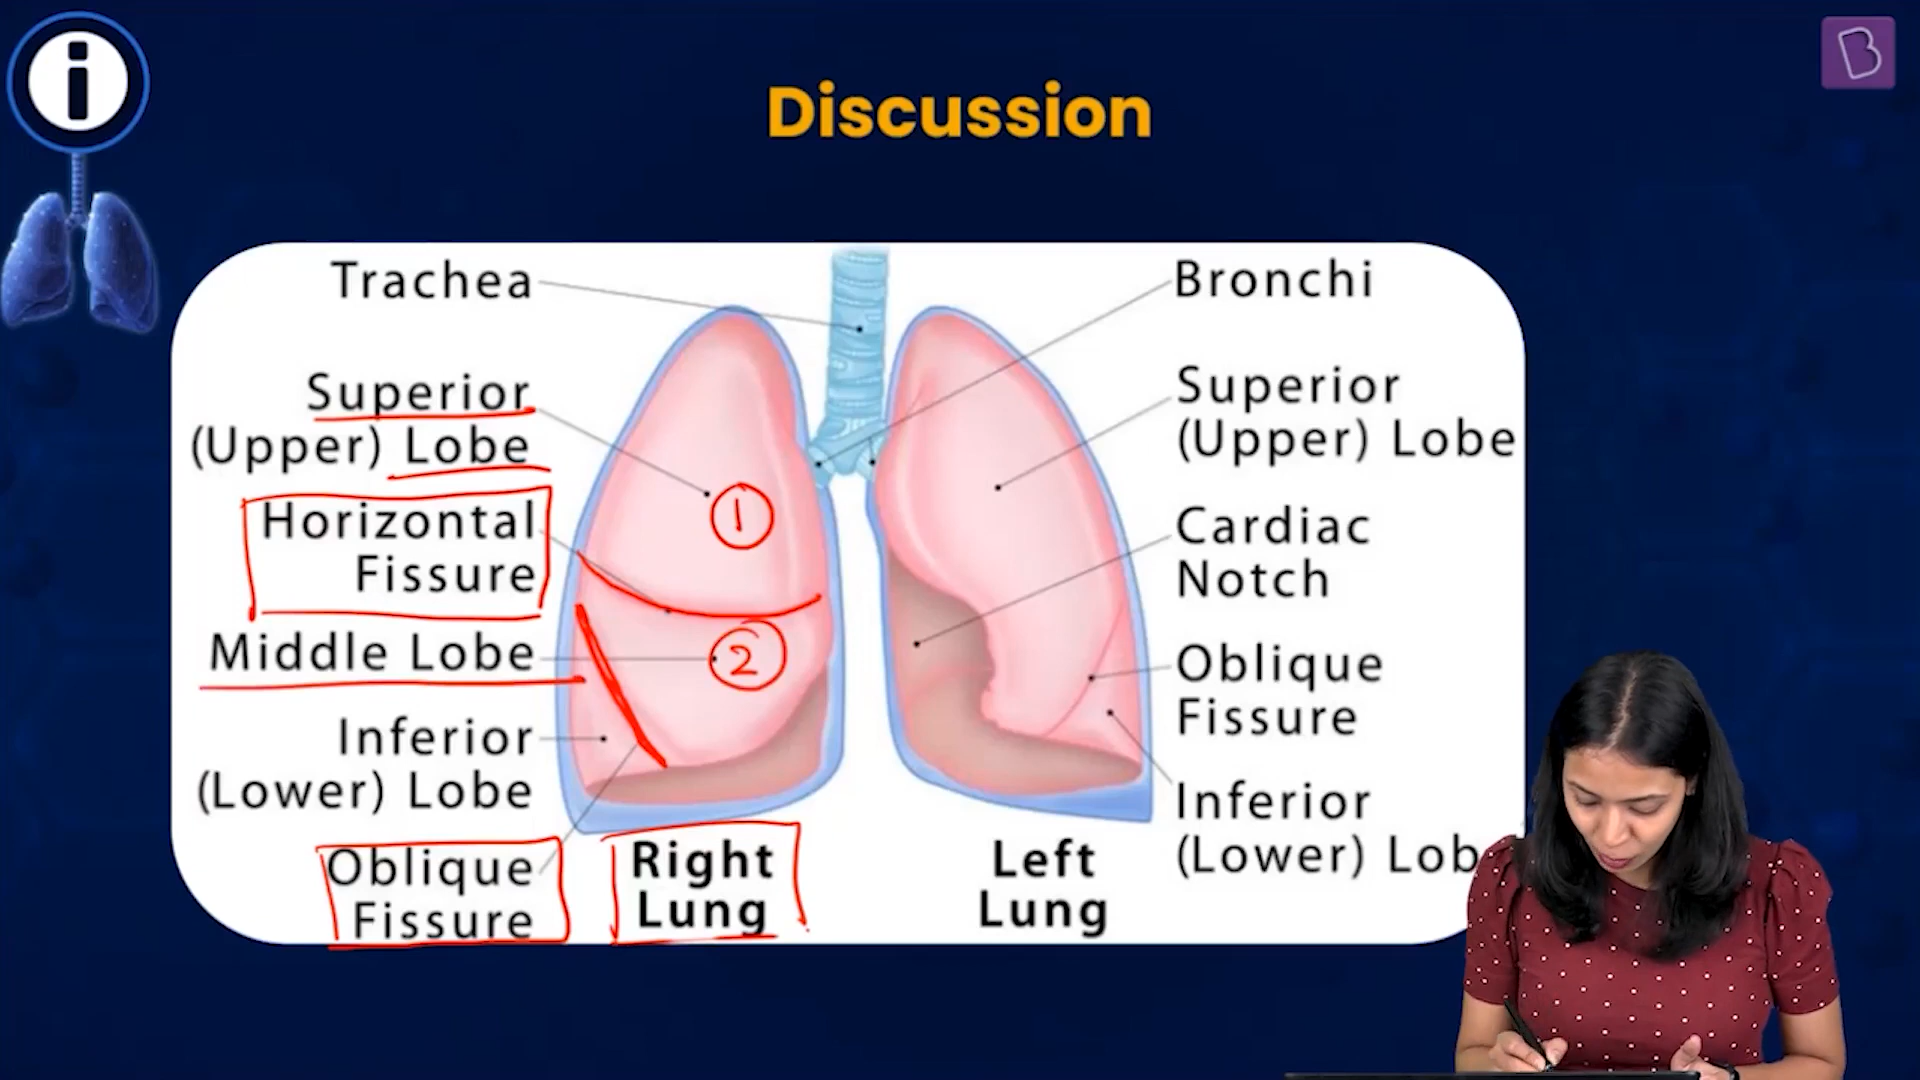 i
B
Discussion
Trachea
Superior
(Upper) Lobe
Horizontal
Fissure
Middle Lobe
Inferior
(Lower) Lobe
Oblique
Fissure
1
2
Right
Lung
Left
Lung
Bronchi
Superior
(Upper) Lobe
Cardiac
Notch
Oblique
Fissure
Inferior
(Lower) Lob